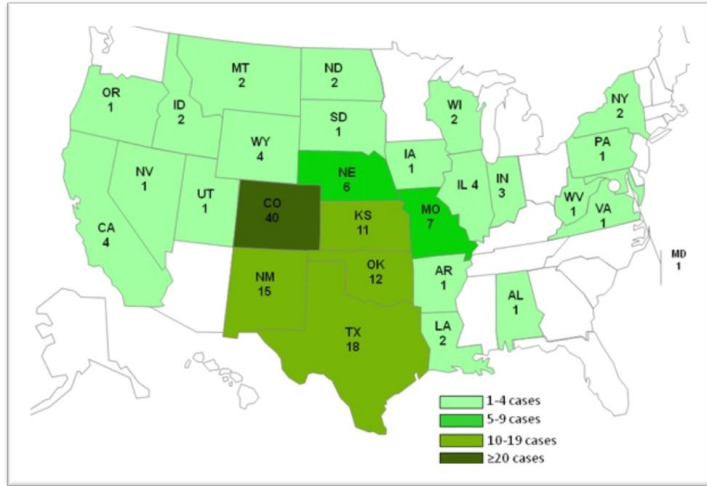 MT
2
ND
2
OR
1
ID
2
WI
2
NY
2
SD
1
WY
4
PA
1
IA
1
NE
6
NV
1
IL 4
IN
3
UT
1
CO
40
WV
1
VA
1
KS
11
MO
7
CA
4
MD
1
OK
12
AR
1
NM
15
AL
1
LA
2
TX
18
1-4 cases
5-9 cases
10-19 cases
≥20 cases